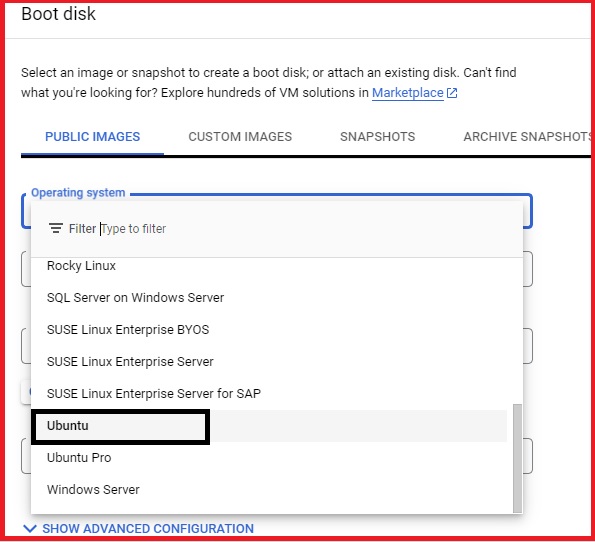 Boot disk
Select an image or snapshot to create a boot disk; or attach an existing disk. Can't find
what you're looking for? Explore hundreds of VM solutions in Marketplace
PUBLIC IMAGES CUSTOM IMAGES SNAPSHOTS ARCHIVE SNAPSHOTS
Operating system
Filter Type to filter
Rocky Linux
SQL Server on Windows Server
SUSE Linux Enterprise BYOS
SUSE Linux Enterprise Server
SUSE Linux Enterprise Server for SAP
Ubuntu
Ubuntu Pro
Windows Server
SHOW ADVANCED CONFIGURATION